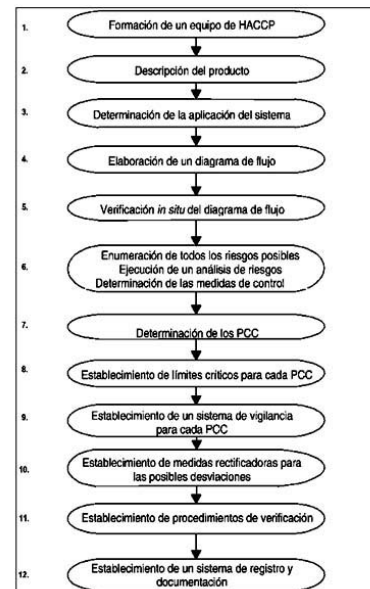 1. Formación de un equipo de HACCP
2. Descripción del producto
3. Determinación de la aplicación del sistema
4. Elaboración de un diagrama de flujo
5. Verificación in situ del diagrama de flujo
Enumeración de todos los riesgos posibles
6. Ejecución de un análisis de riesgos
Determinación de las medidas de control
7. Determinación de los PCC
8. Establecimiento de límites críticos para cada PCC
9. Establecimiento de un sistema de vigilancia
para cada PCC
10. Establecimiento de medidas rectificadoras para
las posibles desviaciones
11. Establecimiento de procedimientos de verificación
12. Establecimiento de un sistema de registro y
documentación